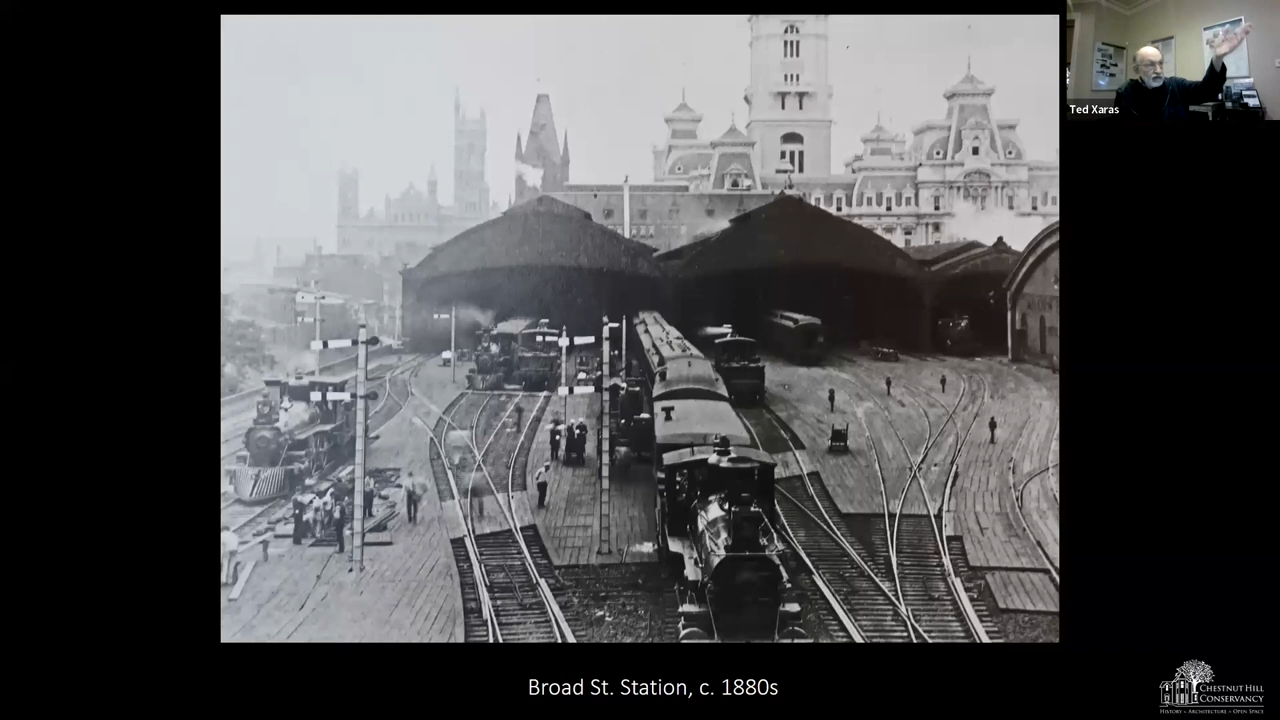 Ted Xaras
Broad St. Station, c. 1880s
CHESTNUT HILL
CONSERVANCY
HISTORY • ARCHITECTURE • OPEN SPACE